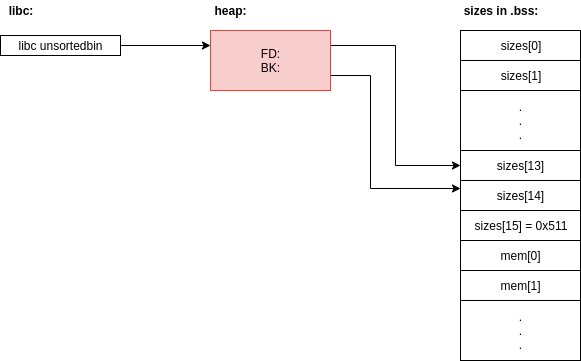 libc:
heap:
sizes in .bss:
libc unsortedbin
FD:
BK:
sizes[0]
sizes[1]
.
.
.
sizes[13]
sizes[14]
sizes[15] = 0x511
mem[0]
mem[1]
.
.
.